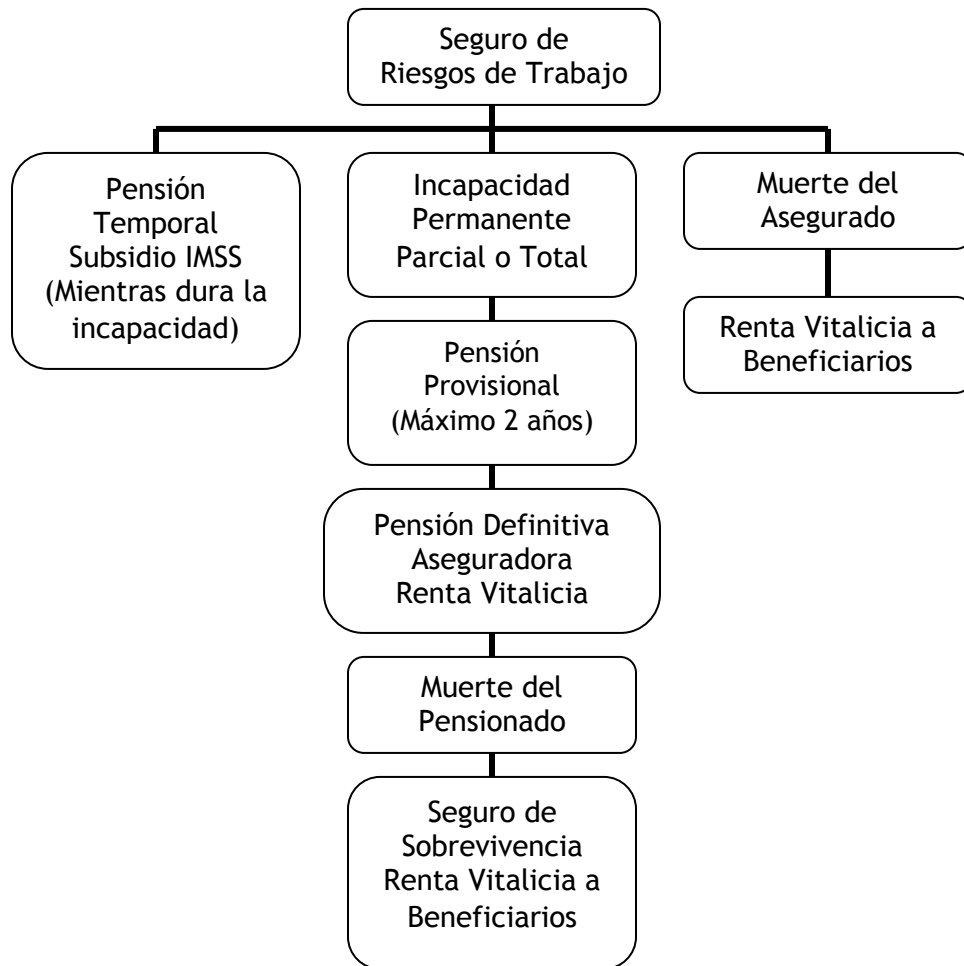 Seguro de
Riesgos de Trabajo
Pensión
Temporal
Subsidio IMSS
(Mientras dura la
incapacidad)
Incapacidad
Permanente
Parcial o Total
Muerte del
Asegurado
Renta Vitalicia a
Beneficiarios
Pensión
Provisional
(Máximo 2 años)
Pensión Definitiva
Aseguradora
Renta Vitalicia
Muerte del
Pensionado
Seguro de
Sobrevivencia
Renta Vitalicia a
Beneficiarios